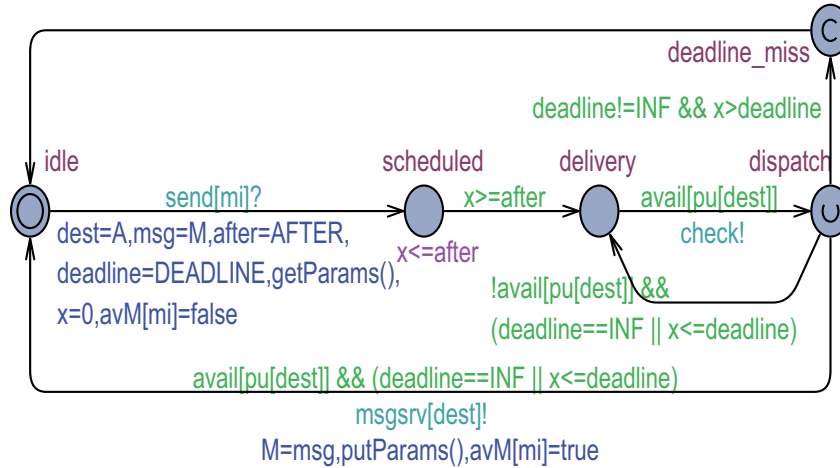 C
deadline_miss
deadline!=INF && x>deadline
idle
scheduled
delivery
dispatch
send[mi]?
x>=after
avail[pu[dest]]
check!
U
dest=A,msg=M,after=AFTER,
deadline=DEADLINE,getParams(),
x=0,avM[mi]=false
x<=after
!avail[pu[dest]] &&
(deadline==INF || x<=deadline)
avail[pu[dest]] && (deadline==INF || x<=deadline)
msgsrv[dest]!
M=msg,putParams(),avM[mi]=true